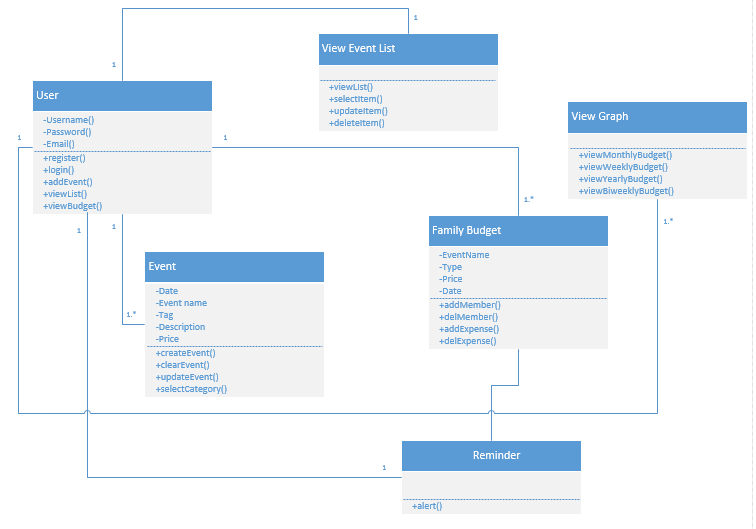 1
1
View Event List
+viewList()
+selectItem()
+updateItem()
+deleteItem()
User
-Username()
-Password()
-Email()
+register()
+login()
+addEvent()
+viewList()
+viewBudget()
1
1
View Graph
+viewMonthlyBudget()
+viewWeeklyBudget()
+viewYearlyBudget()
+viewBiweeklyBudget()
1.*
1.*
Family Budget
-EventName
-Type
-Price
-Date
+addMember()
+delMember()
+addExpense()
+delExpense()
1
1
Event
-Date
-Event name
-Tag
-Description
-Price
+createEvent()
+clearEvent()
+updateEvent()
+selectCategory()
1.*
Reminder
+alert()
1